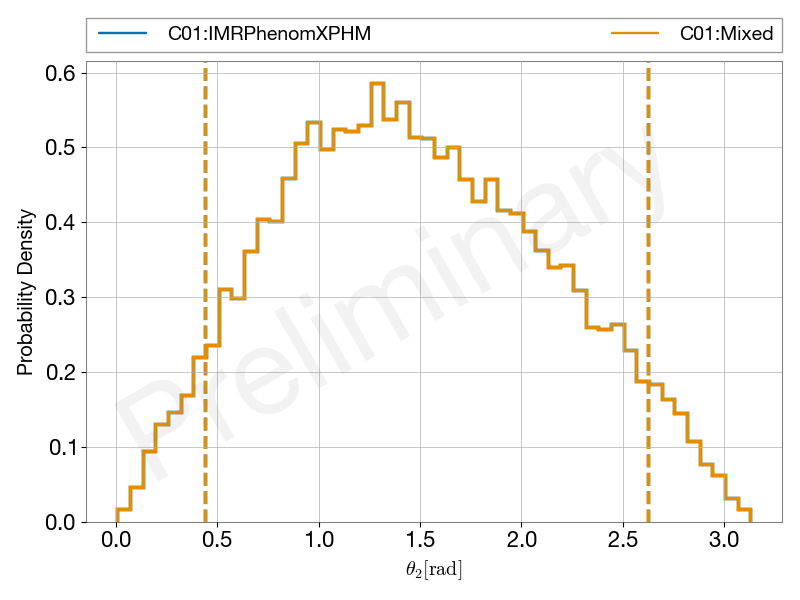 C01:IMRPhenomXPHM C01:Mixed
0.6
0.5
0.4
0.3
0.2
0.1
0.0
Probability Density
Preliminary
0.0 0.5 1.0 1.5 2.0 2.5 3.0
θ₂[rad]